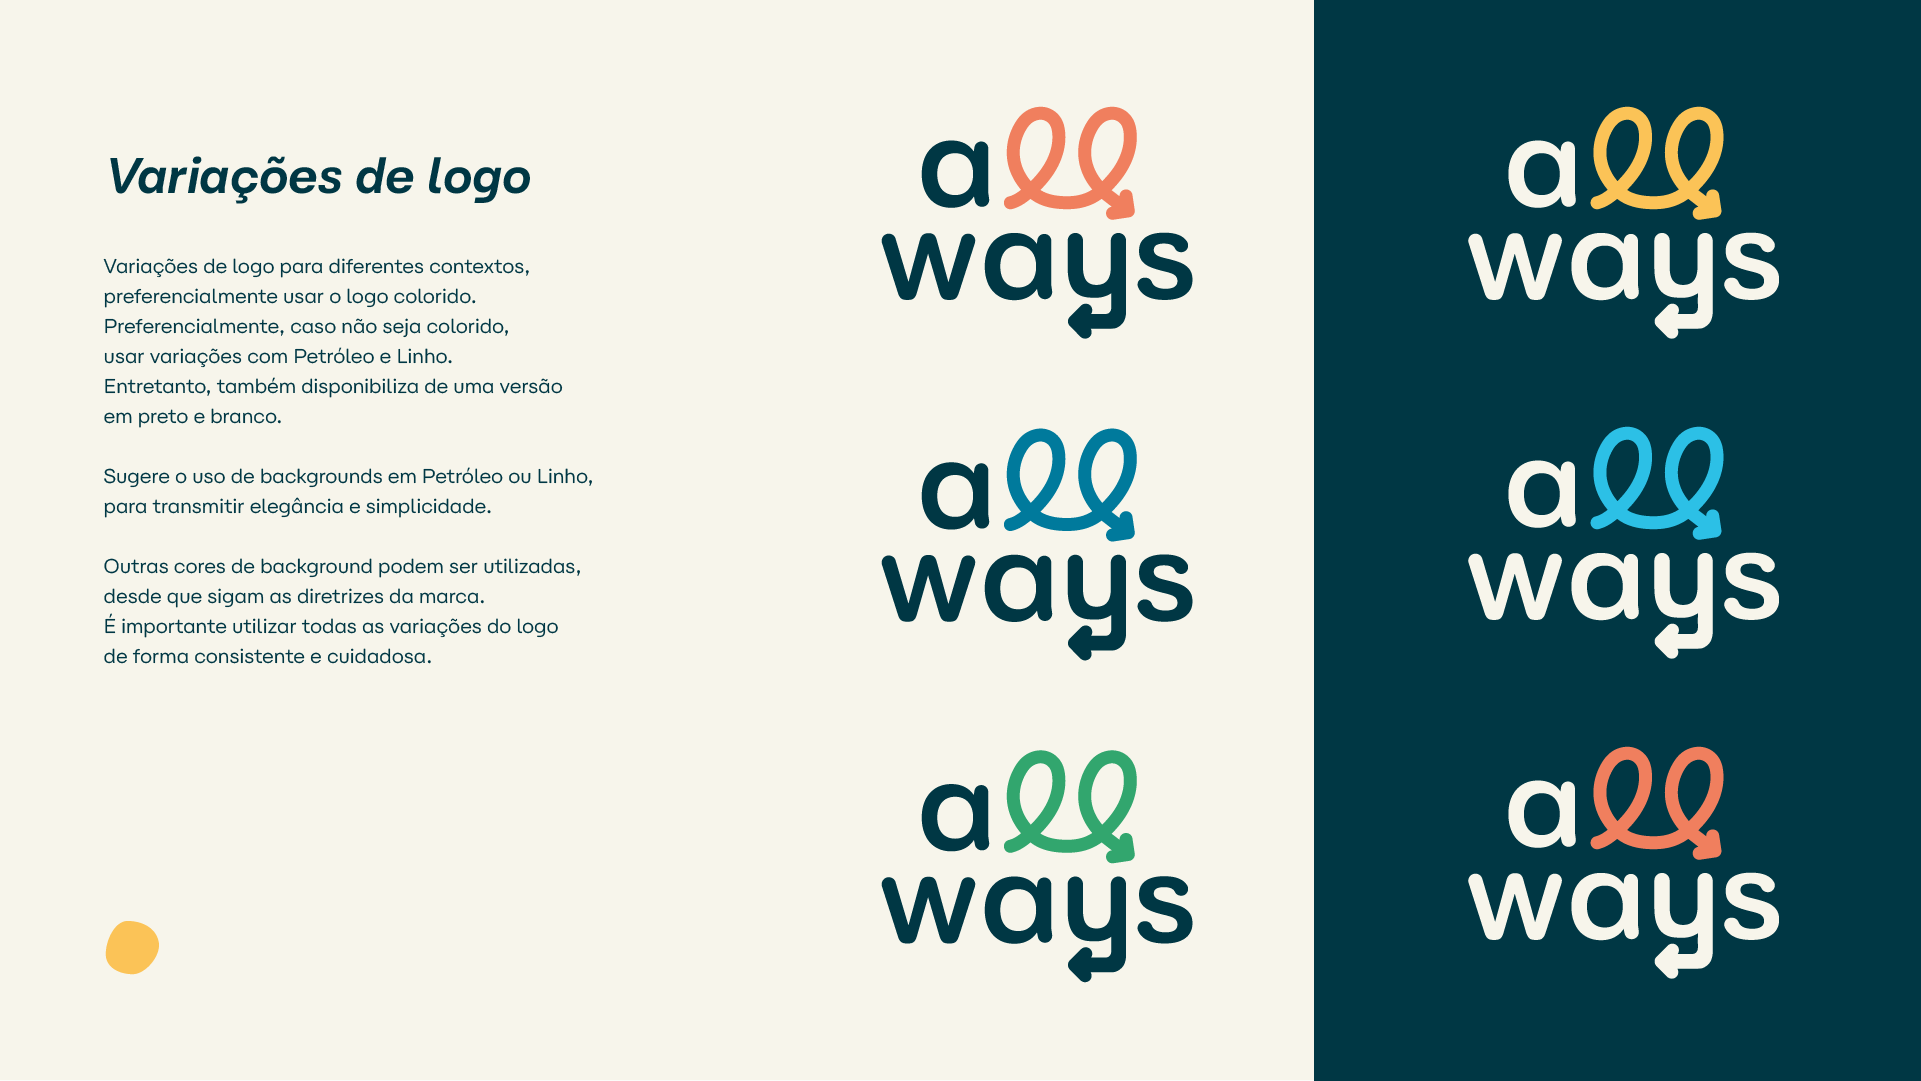 Variações de logo
Variações de logo para diferentes contextos,
preferencialmente usar o logo colorido.
Preferencialmente, caso não seja colorido,
usar variações com Petróleo e Linho.
Entretanto, também disponibiliza de uma versão
em preto e branco.
Sugere o uso de backgrounds em Petróleo ou Linho,
para transmitir elegância e simplicidade.
Outras cores de background podem ser utilizadas,
desde que sigam as diretrizes da marca.
É importante utilizar todas as variações do logo
de forma consistente e cuidadosa.
all
ways
all
ways
all
ways
all
ways
all
ways
all
ways